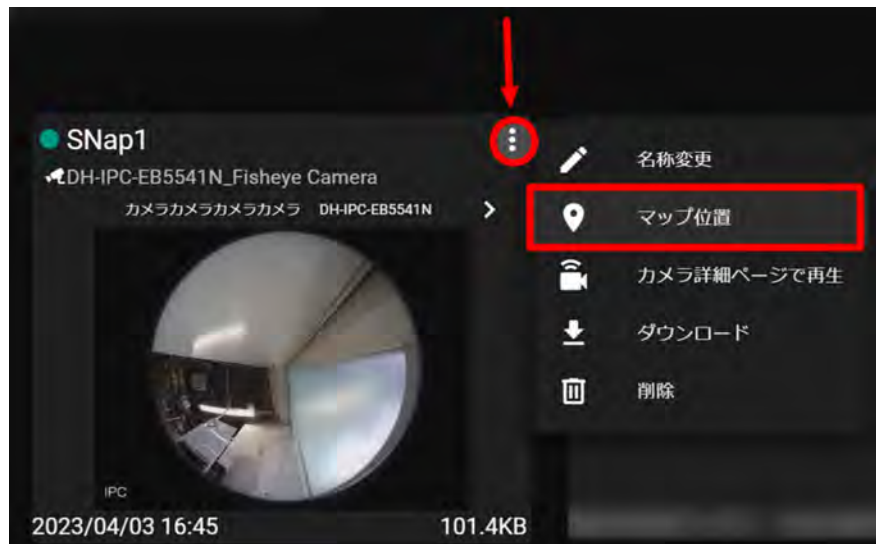 SNap1
DH-IPC-EB5541N_Fisheye Camera
カメラカメラカメラカメラ DH-IPC-EB5541N
IPC
2023/04/03 16:45 101.4KB
名称変更
マップ位置
カメラ詳細ページで再生
ダウンロード
削除